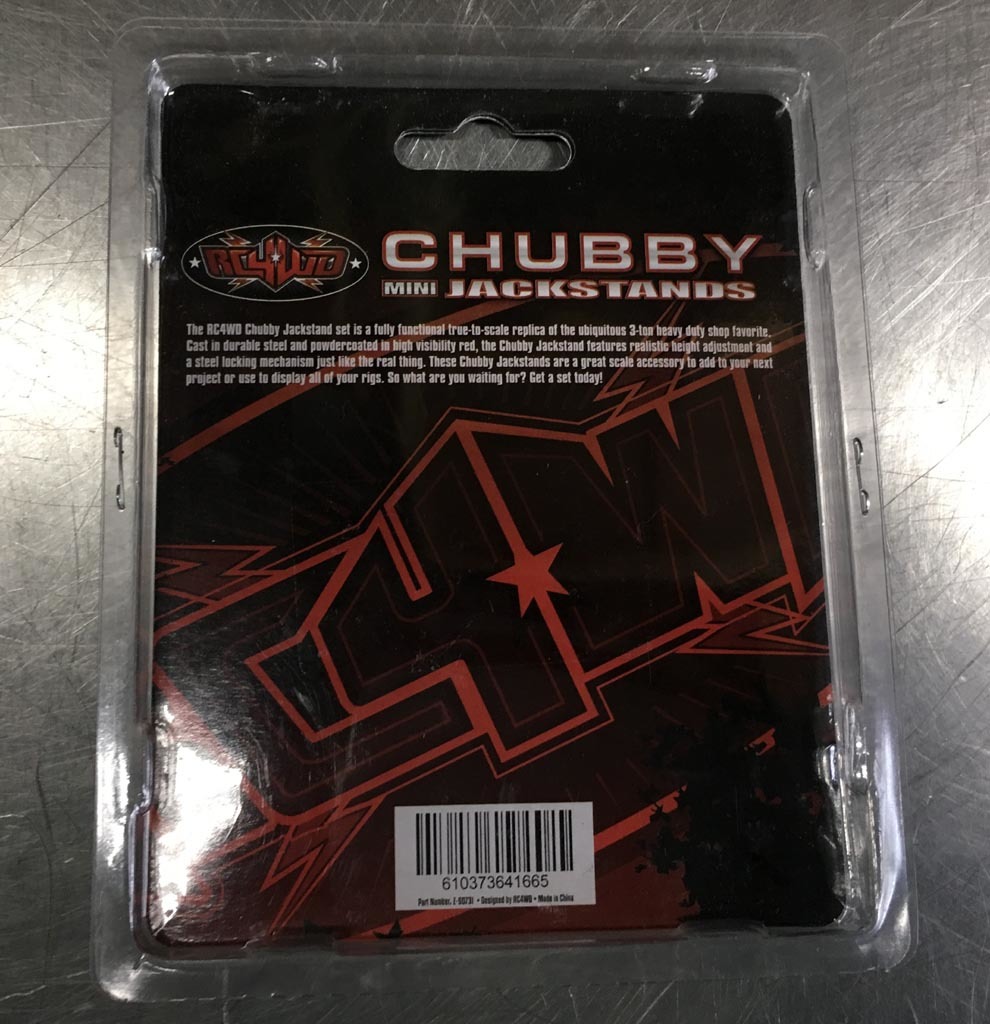 RC4WD
CHUBBY
MINI JACKSTANDS
The RC4WD Chubby Jackstand set is a fully functional true-to-scale replica of the ubiquitous 3-ton heavy duty shop favorite.
Cast in durable steel and powdercoated in high visibility red, the Chubby Jackstand features realistic height adjustment and
a steel locking mechanism just like the real thing. These Chubby Jackstands are a great scale accessory to add to your next
project or use to display all of your rigs. So what are you waiting for? Get a set today!
C4W
610373641665
Part Number. Z-S0731 • Designed by RC4WD • Made in China